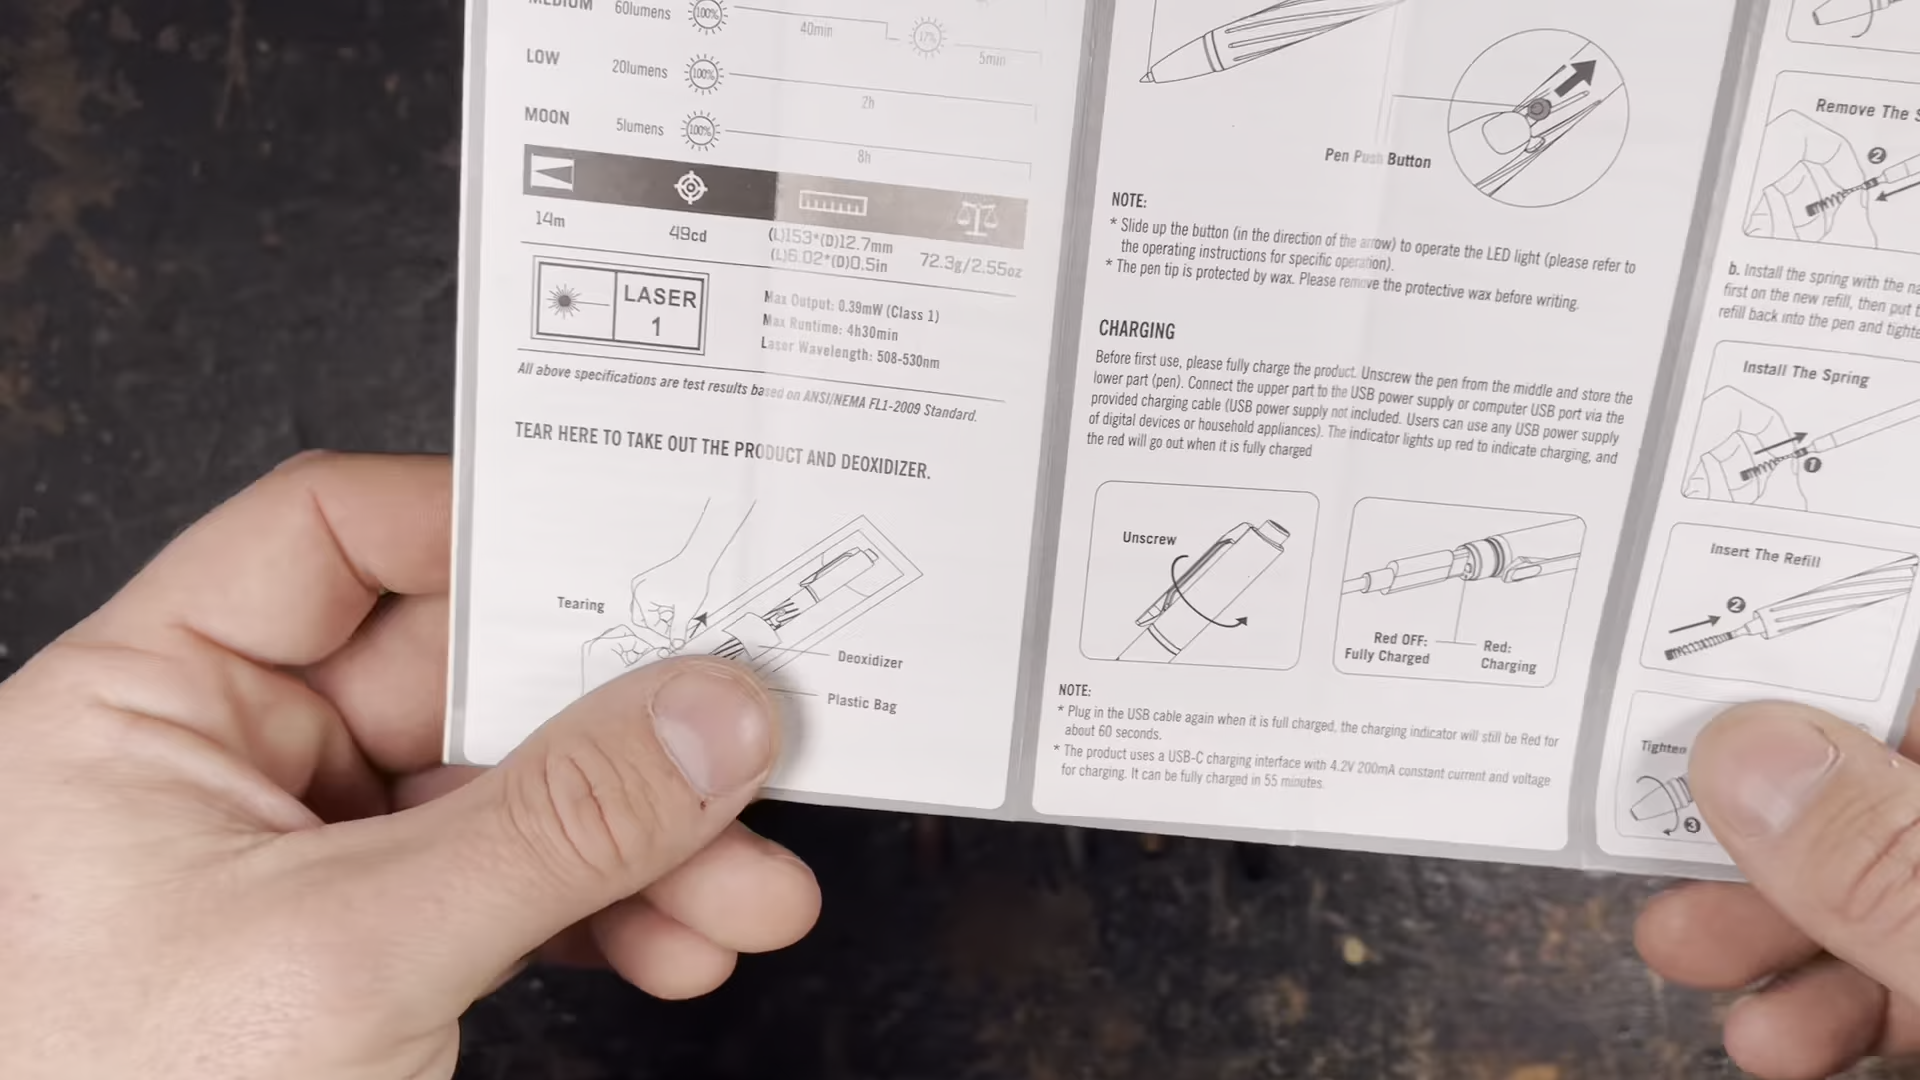 MEDIUM 60lumens 100% 40min 17% 5min
LOW 20lumens 100% 2h
MOON 5lumens 100% 8h
14m 49cd (L)153*(D)12.7mm 72.3g/2.55oz
(L)6.02*(D)0.5in
LASER
1
Max Output: 0.39mW (Class 1)
Max Runtime: 4h30min
Laser Wavelength: 508-530nm
All above specifications are test results based on ANSI/NEMA FL1-2009 Standard.
TEAR HERE TO TAKE OUT THE PRODUCT AND DEOXIDIZER.
Tearing
Deoxidizer
Plastic Bag
Pen Push Button
NOTE:
* Slide up the button (in the direction of the arrow) to operate the LED light (please refer to
the operating instructions for specific operation).
* The pen tip is protected by wax. Please remove the protective wax before writing.
CHARGING
Before first use, please fully charge the product. Unscrew the pen from the middle and store the
lower part (pen). Connect the upper part to the USB power supply or computer USB port via the
provided charging cable (USB power supply not included. Users can use any USB power supply
of digital devices or household appliances). The indicator lights up red to indicate charging, and
the red will go out when it is fully charged
Unscrew
Red OFF:
Fully Charged
Red:
Charging
NOTE:
* Plug in the USB cable again when it is full charged, the charging indicator will still be Red for
about 60 seconds.
* The product uses a USB-C charging interface with 4.2V 200mA constant current and voltage
for charging. It can be fully charged in 55 minutes.
Remove The
2
b. Install the spring with the
first on the new refill, then put
refill back into the pen and
Install The Spring
1
Insert The Refill
2
Tighten
3